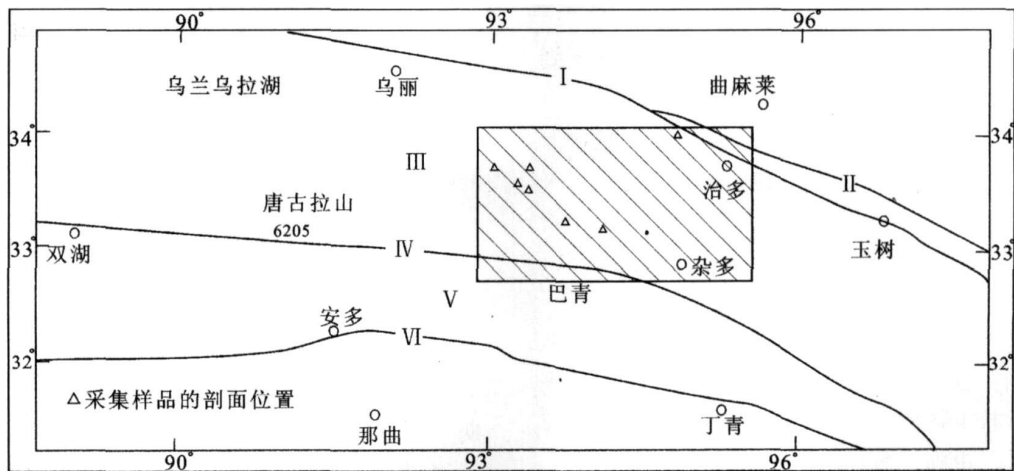 90° 93° 96°
乌兰乌拉湖 乌丽 Ⅰ 曲麻莱
34° 34°
Ⅲ 治多 Ⅱ
唐古拉山
6205
双湖 Ⅳ 杂多 玉树
33° 33°
安多 Ⅴ 巴青
Ⅵ
32° 32°
△采集样品的剖面位置
那曲 丁青
90° 93° 96°